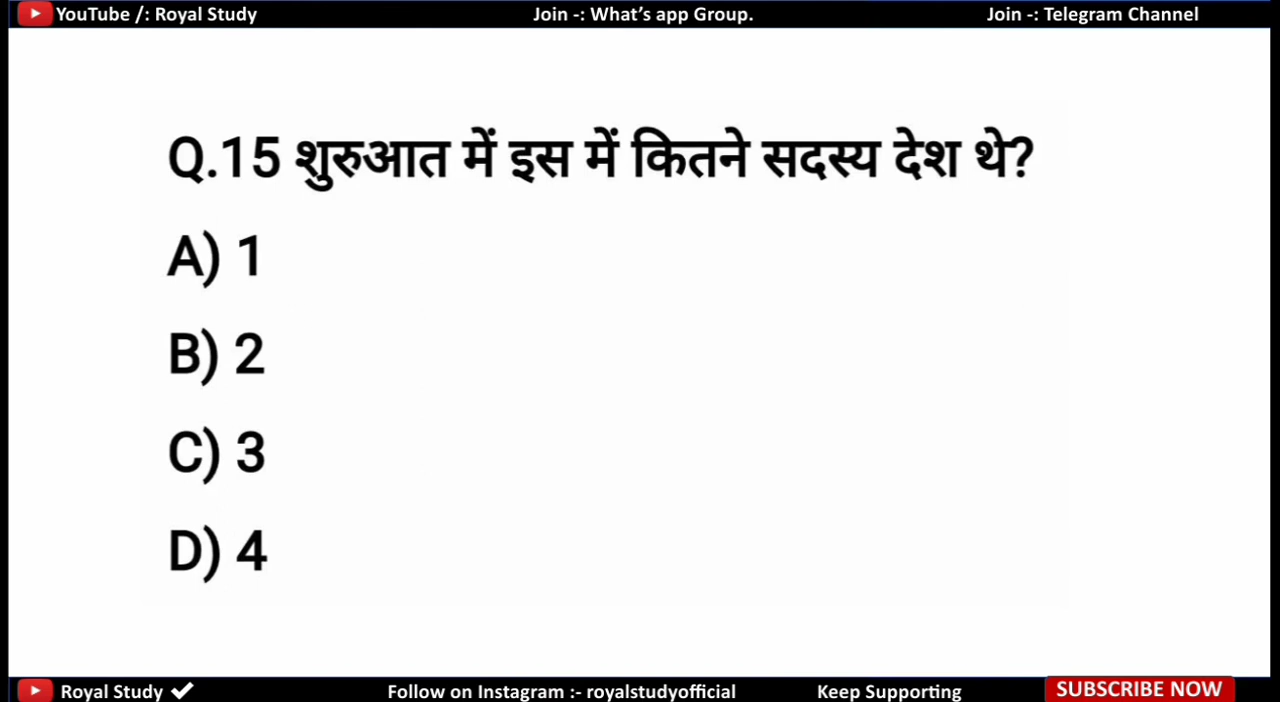 YouTube /: Royal Study Join -: What’s app Group. Join -: Telegram Channel
Q.15 शुरुआत में इस में कितने सदस्य देश थे?
A) 1
B) 2
C) 3
D) 4
Royal Study ✔ Follow on Instagram :- royalstudyofficial Keep Supporting SUBSCRIBE NOW